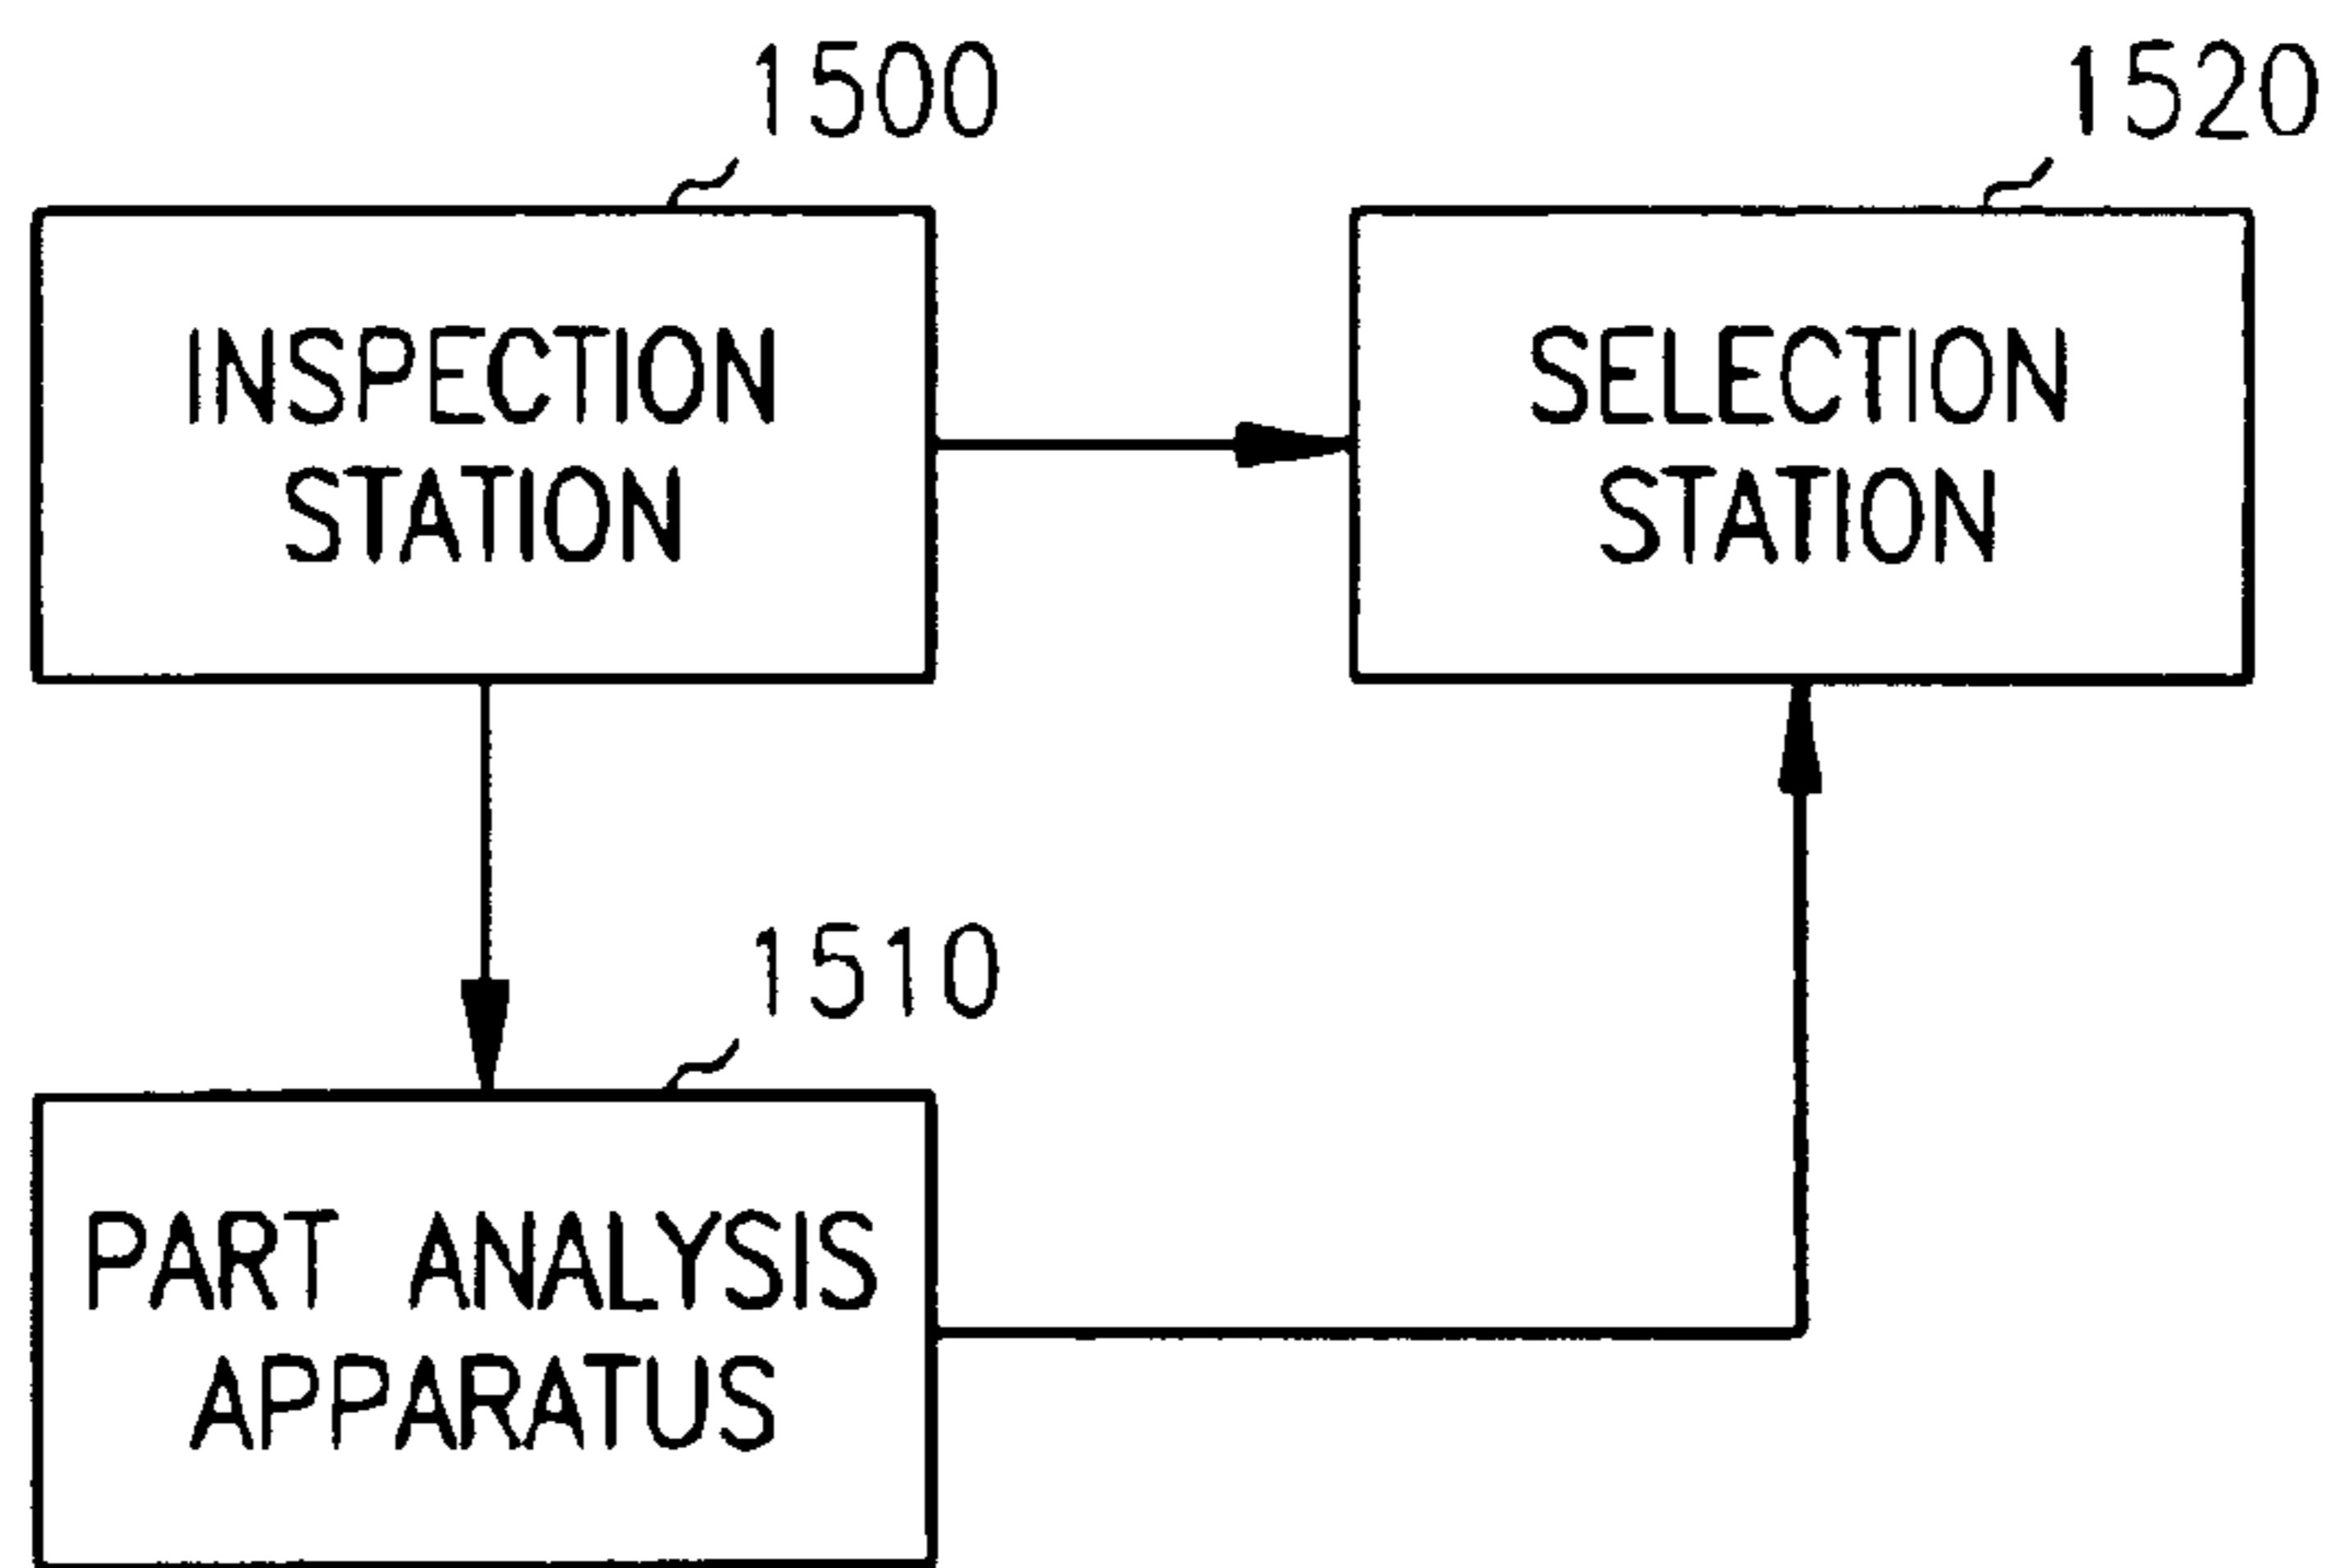 1500
1520
INSPECTION
STATION
SELECTION
STATION
1510
PART ANALYSIS
APPARATUS